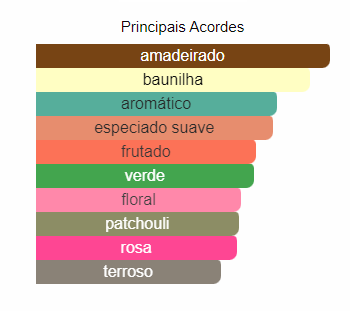 Principais Acordes
amadeirado
baunilha
aromático
especiado suave
frutado
verde
floral
patchouli
rosa
terroso